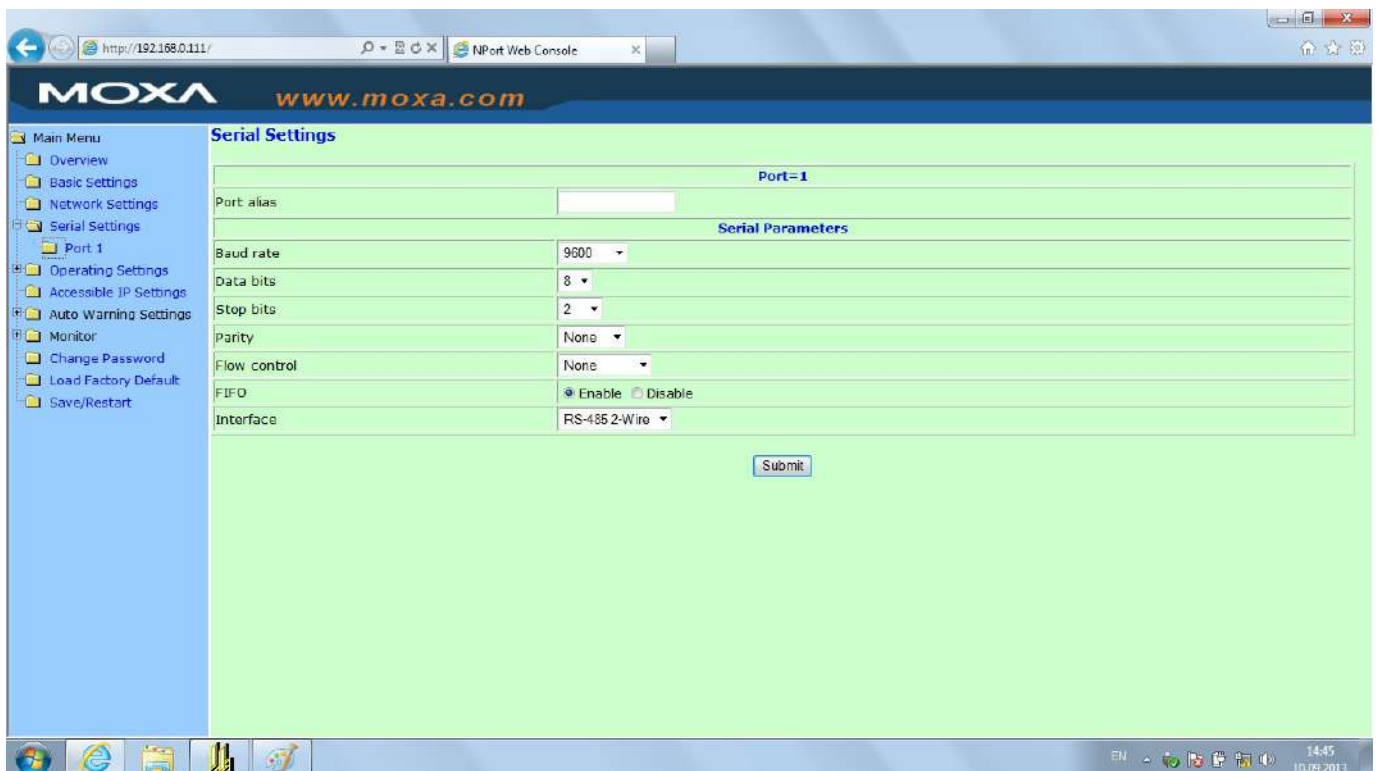 http://192.168.0.111/
NPort Web Console
MOXA www.moxa.com
Main Menu
Overview
Basic Settings
Network Settings
Serial Settings
Port 1
Operating Settings
Accessible IP Settings
Auto Warning Settings
Monitor
Change Password
Load Factory Default
Save/Restart
Serial Settings
Port=1
Port alias
Serial Parameters
Baud rate 9600
Data bits 8
Stop bits 2
Parity None
Flow control None
FIFO Enable Disable
Interface RS-485 2-Wire
Submit
EN 14:45
10.09.2013